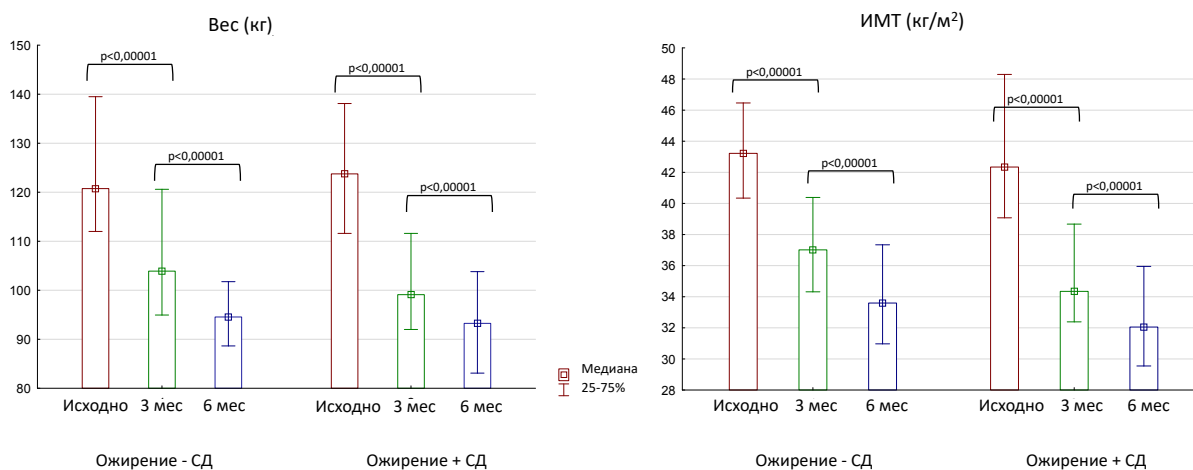 Вес (кг)
150
140
130
120
110
100
90
80
p<0,00001
p<0,00001
p<0,00001
p<0,00001
Исходно 3 мес 6 мес
Исходно 3 мес 6 мес
Ожирение - СД
Ожирение + СД
Медиана
25-75%
ИМТ (кг/м²)
50
48
46
44
42
40
38
36
34
32
30
28
p<0,00001
p<0,00001
p<0,00001
p<0,00001
Исходно 3 мес 6 мес
Исходно 3 мес 6 мес
Ожирение - СД
Ожирение + СД